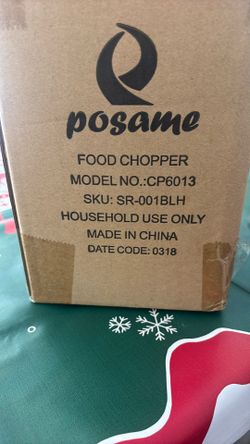 posame
FOOD CHOPPER
MODEL NO.:CP6013
SKU: SR-001BLH
HOUSEHOLD USE ONLY
MADE IN CHINA
DATE CODE: 0318